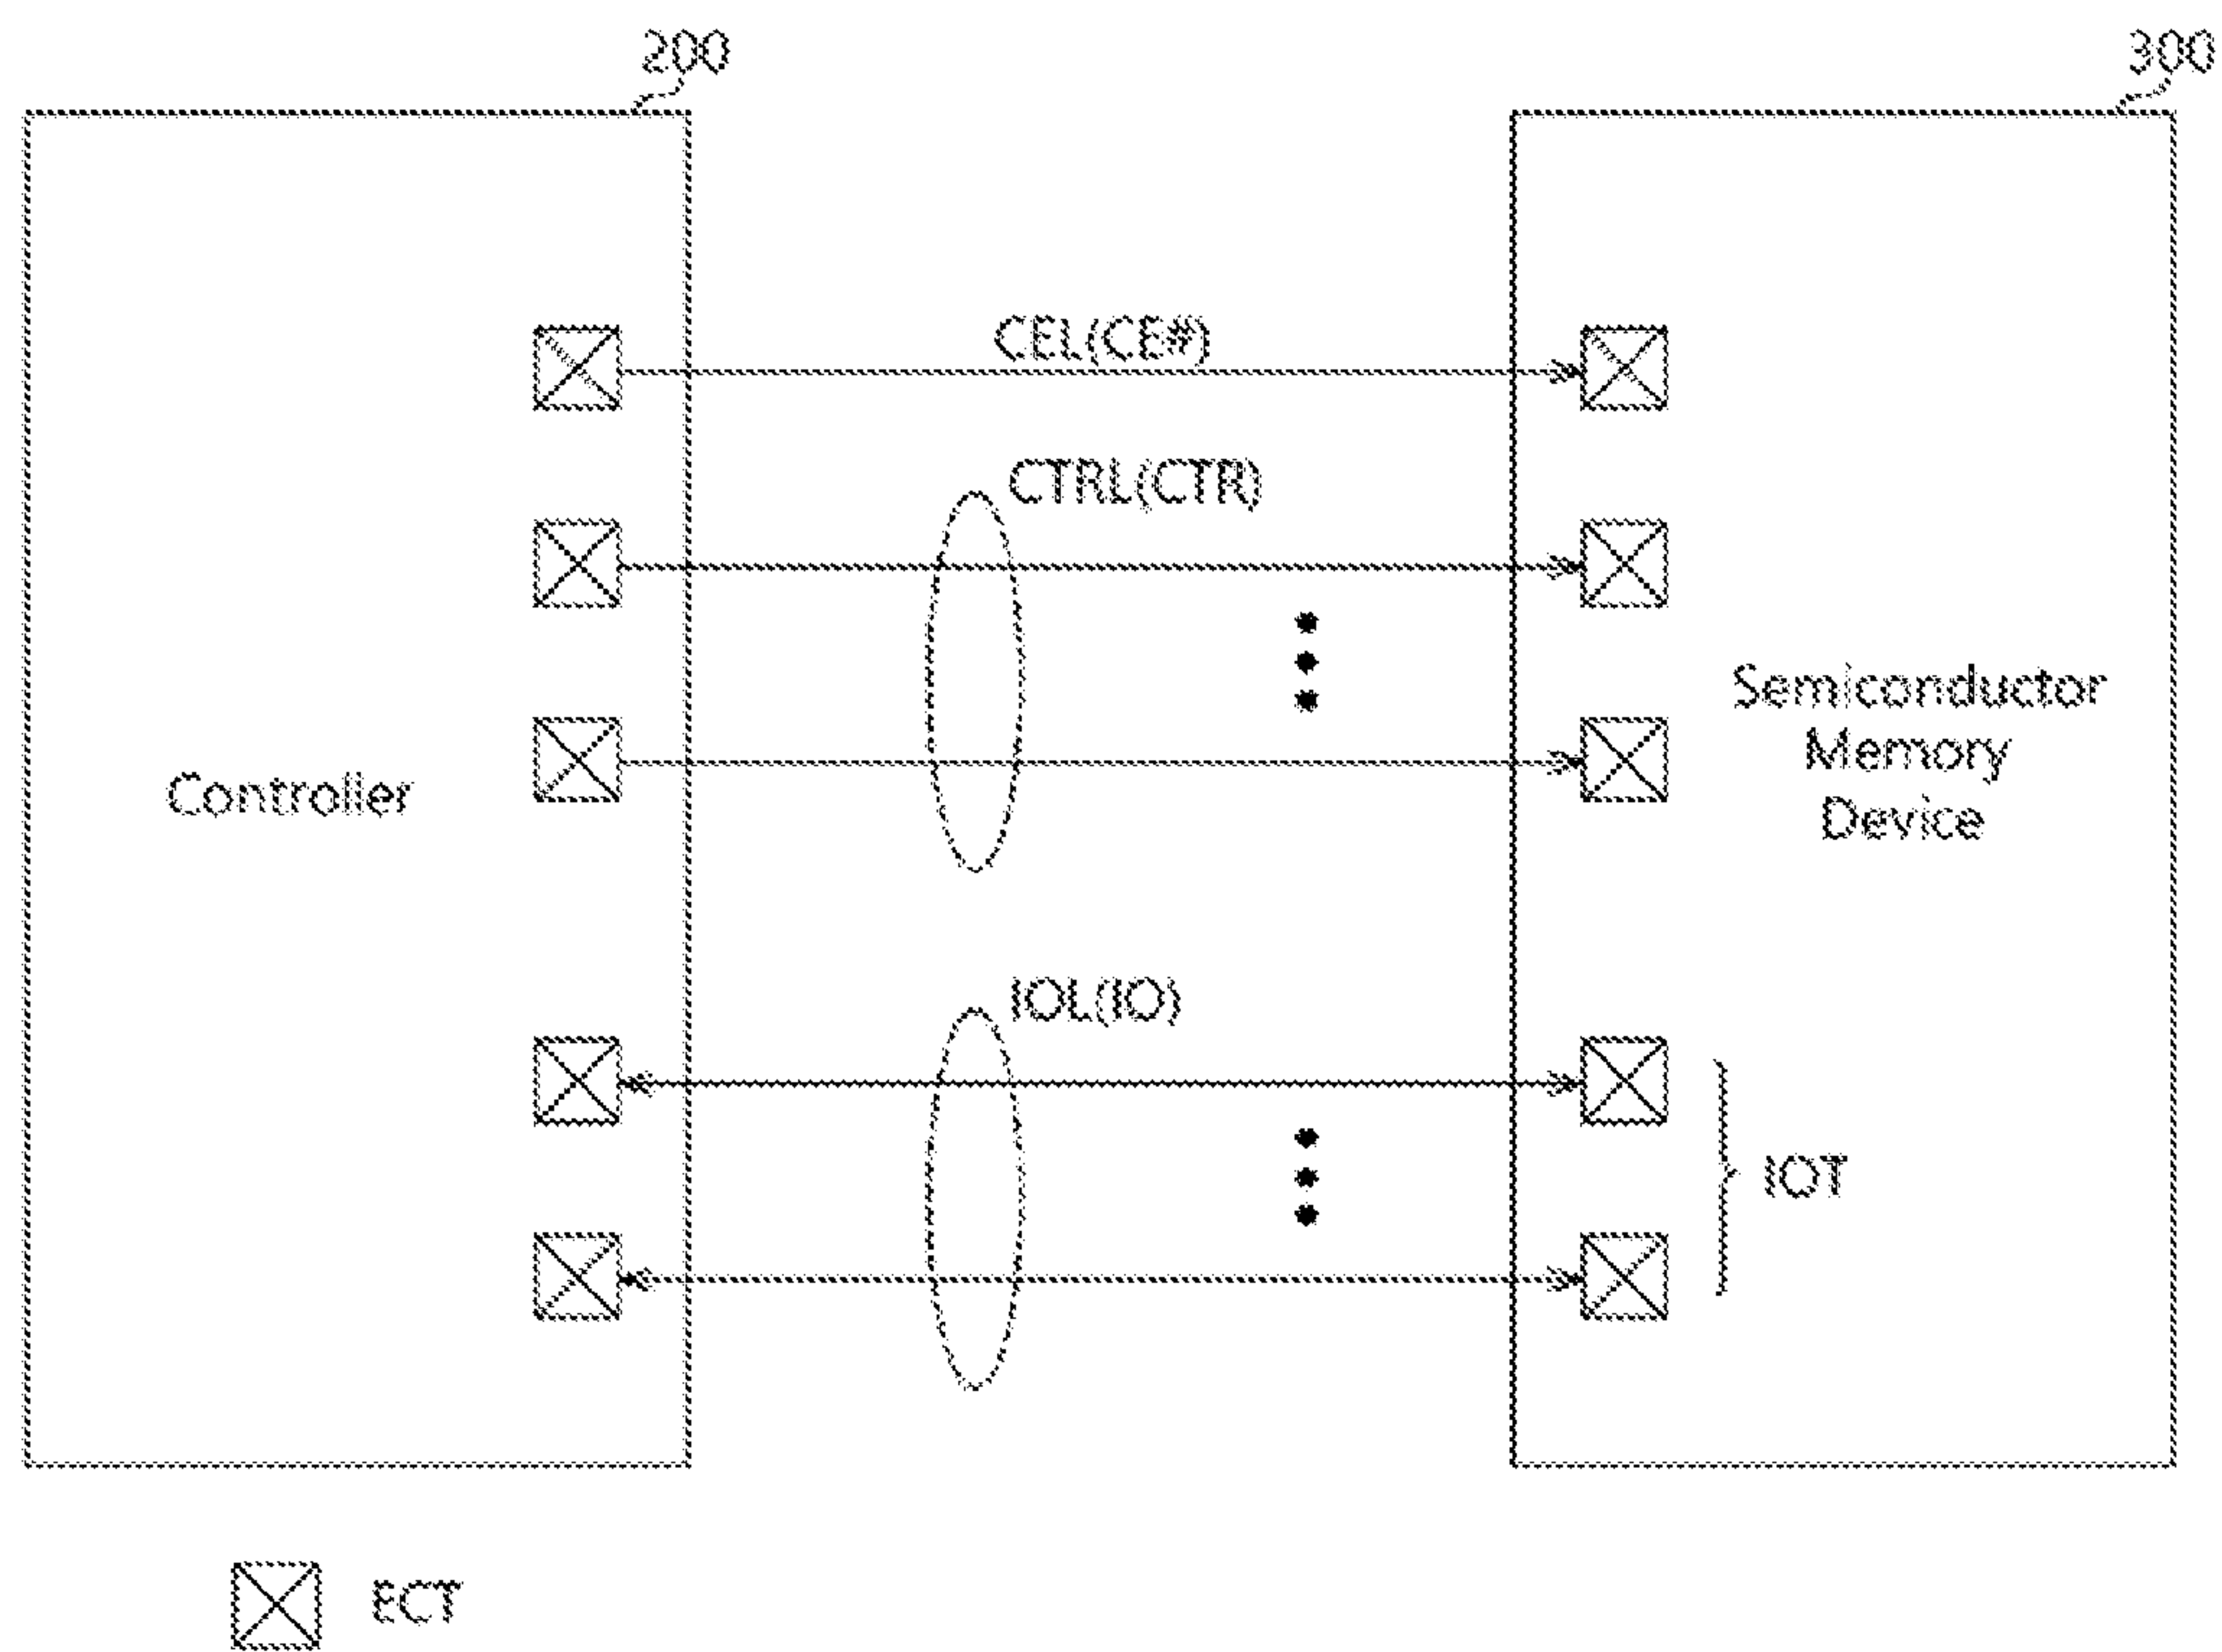 200
300
CEL(CE#)
CTRL(CTR)
Controller
Semiconductor
Memory
Device
IOL(IO)
IOT
ECT